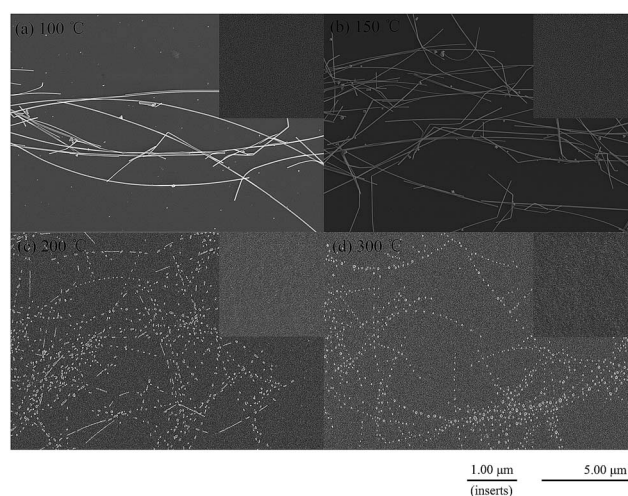 (a) 100 ℃
(b) 150 ℃
(c) 200 ℃
(d) 300 ℃
1.00 μm
5.00 μm
(inserts)